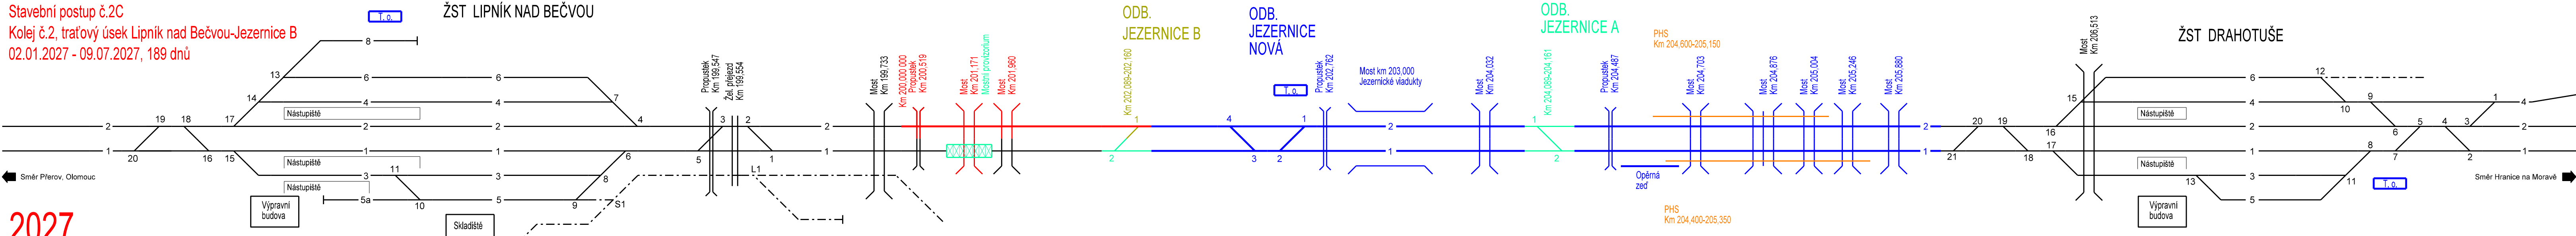 Stavební postup č.2C
Kolej č.2, traťový úsek Lipník nad Bečvou-Jezernice B
02.01.2027 - 09.07.2027, 189 dnů
2027
T. o.
ŽST LIPNÍK NAD BEČVOU
8
13
6
6
14
4
4
7
Nástupiště
2
19
18
17
2
2
4
3
2
2
1
20
16
15
1
1
6
5
1
1
Nástupiště
11
3
3
8
Nástupiště
5a
10
5
9
S1
L1
Směr Přerov, Olomouc
Výpravní
budova
Skladiště
Propustek
Km 199,547
Žel. přejezd
Km 199,554
Most
Km 199,733
Km 200,000.000
Propustek
Km 200,519
Most
Km 201,171
Mostní provizorium
Most
Km 201,960
ODB.
JEZERNICE B
Km 202,089-202,160
1
2
ODB.
JEZERNICE
NOVÁ
T. o.
4
1
3
2
Propustek
Km 202,762
Most km 203,000
Jezernické viadukty
2
1
Most
Km 204,032
ODB.
JEZERNICE A
Km 204,089-204,161
1
2
Propustek
Km 204,487
Opěrná
zeď
PHS
Km 204,600-205,150
PHS
Km 204,400-205,350
Most
Km 204,703
Most
Km 204,876
Most
Km 205,004
Most
Km 205,246
Most
Km 205,880
2
1
Most
Km 206,513
ŽST DRAHOTUŠE
20
19
21
18
15
16
17
6
12
4
10
9
1
4
Nástupiště
2
6
5
4
3
2
1
8
7
2
1
Nástupiště
13
3
11
5
T. o.
Výpravní
budova
Směr Hranice na Moravě